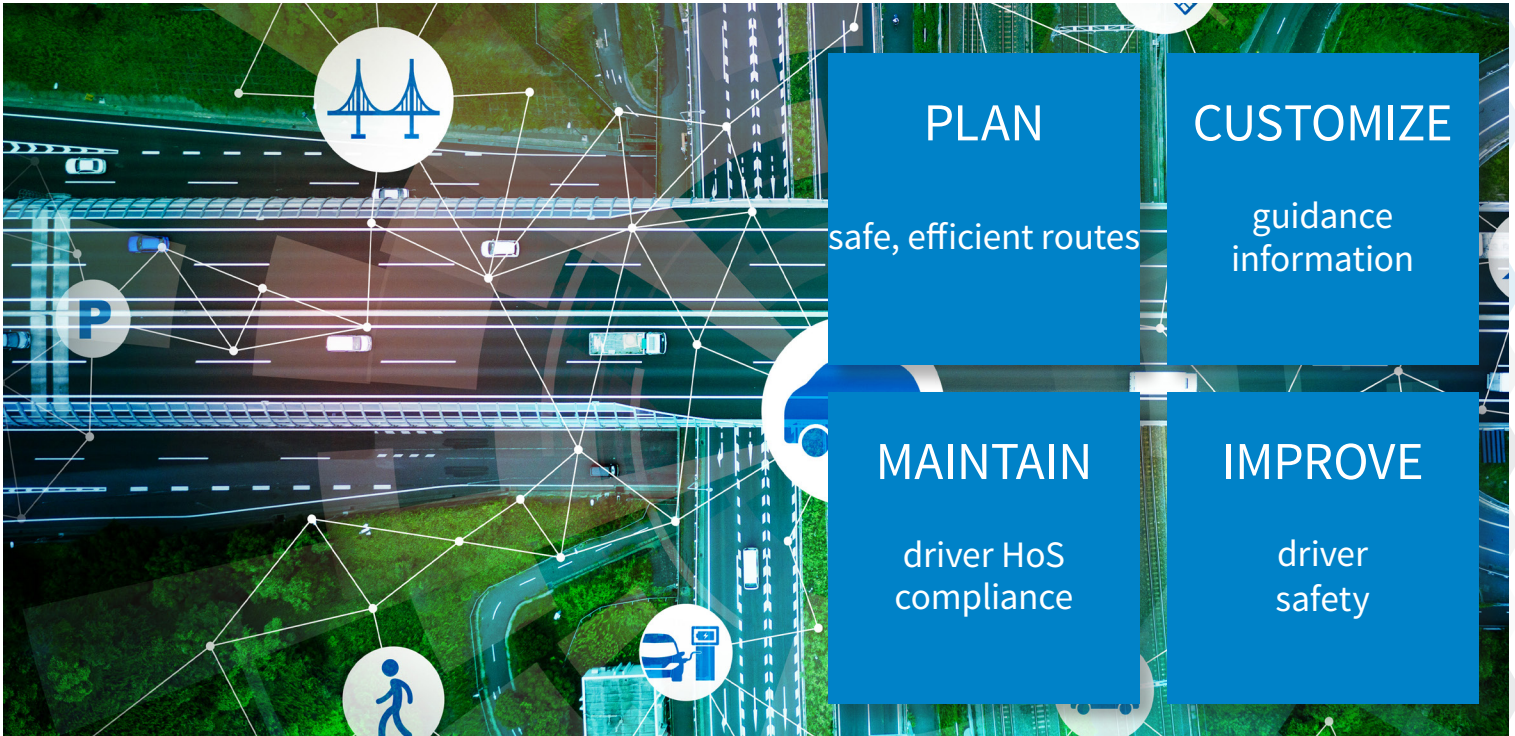 PLAN
safe, efficient routes
CUSTOMIZE
guidance
information
MAINTAIN
driver HoS
compliance
IMPROVE
driver
safety
P